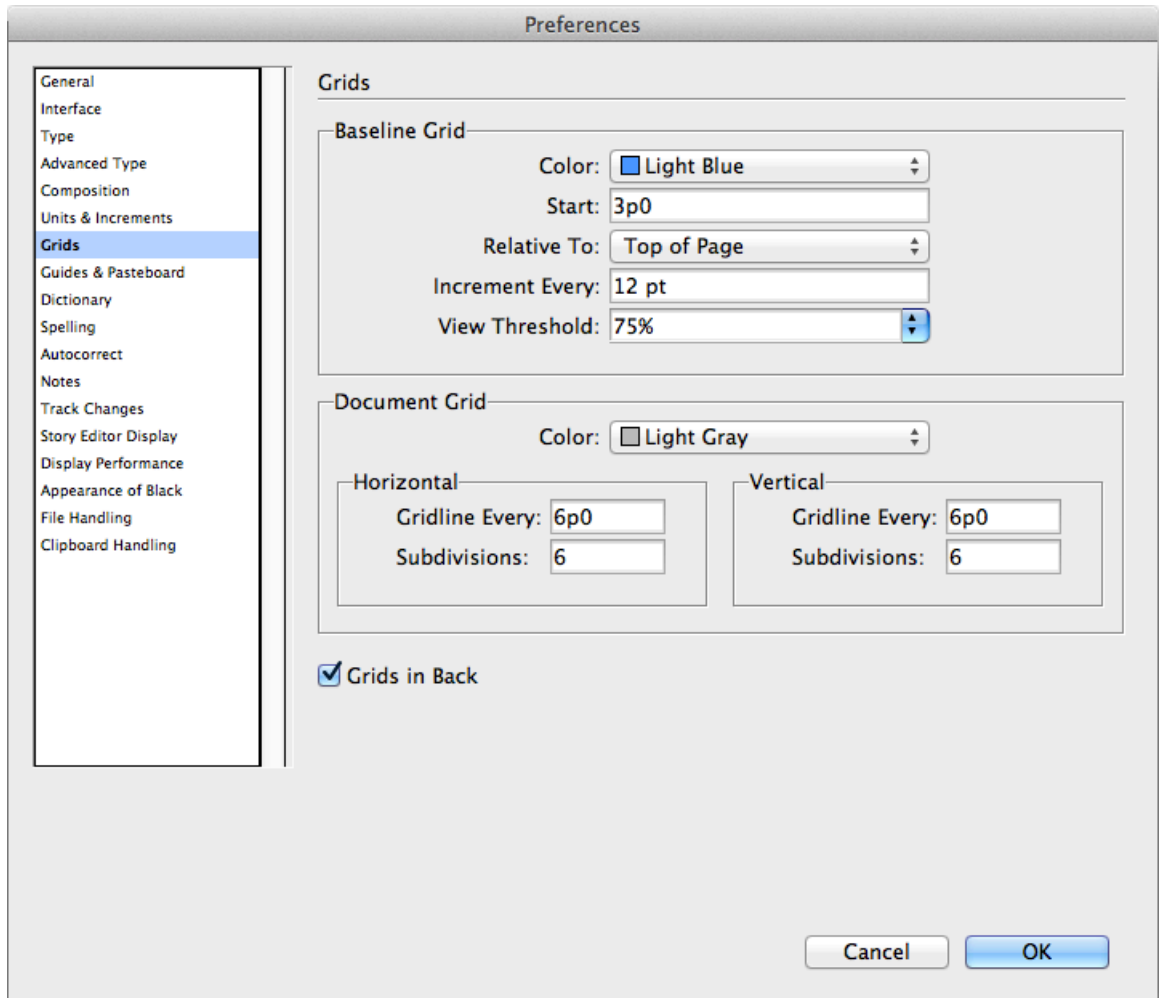 Preferences
General
Interface
Type
Advanced Type
Composition
Units & Increments
Grids
Guides & Pasteboard
Dictionary
Spelling
Autocorrect
Notes
Track Changes
Story Editor Display
Display Performance
Appearance of Black
File Handling
Clipboard Handling
Grids
Baseline Grid
Color: Light Blue
Start: 3p0
Relative To: Top of Page
Increment Every: 12 pt
View Threshold: 75%
Document Grid
Color: Light Gray
Horizontal
Gridline Every: 6p0
Subdivisions: 6
Vertical
Gridline Every: 6p0
Subdivisions: 6
Grids in Back
Cancel
OK